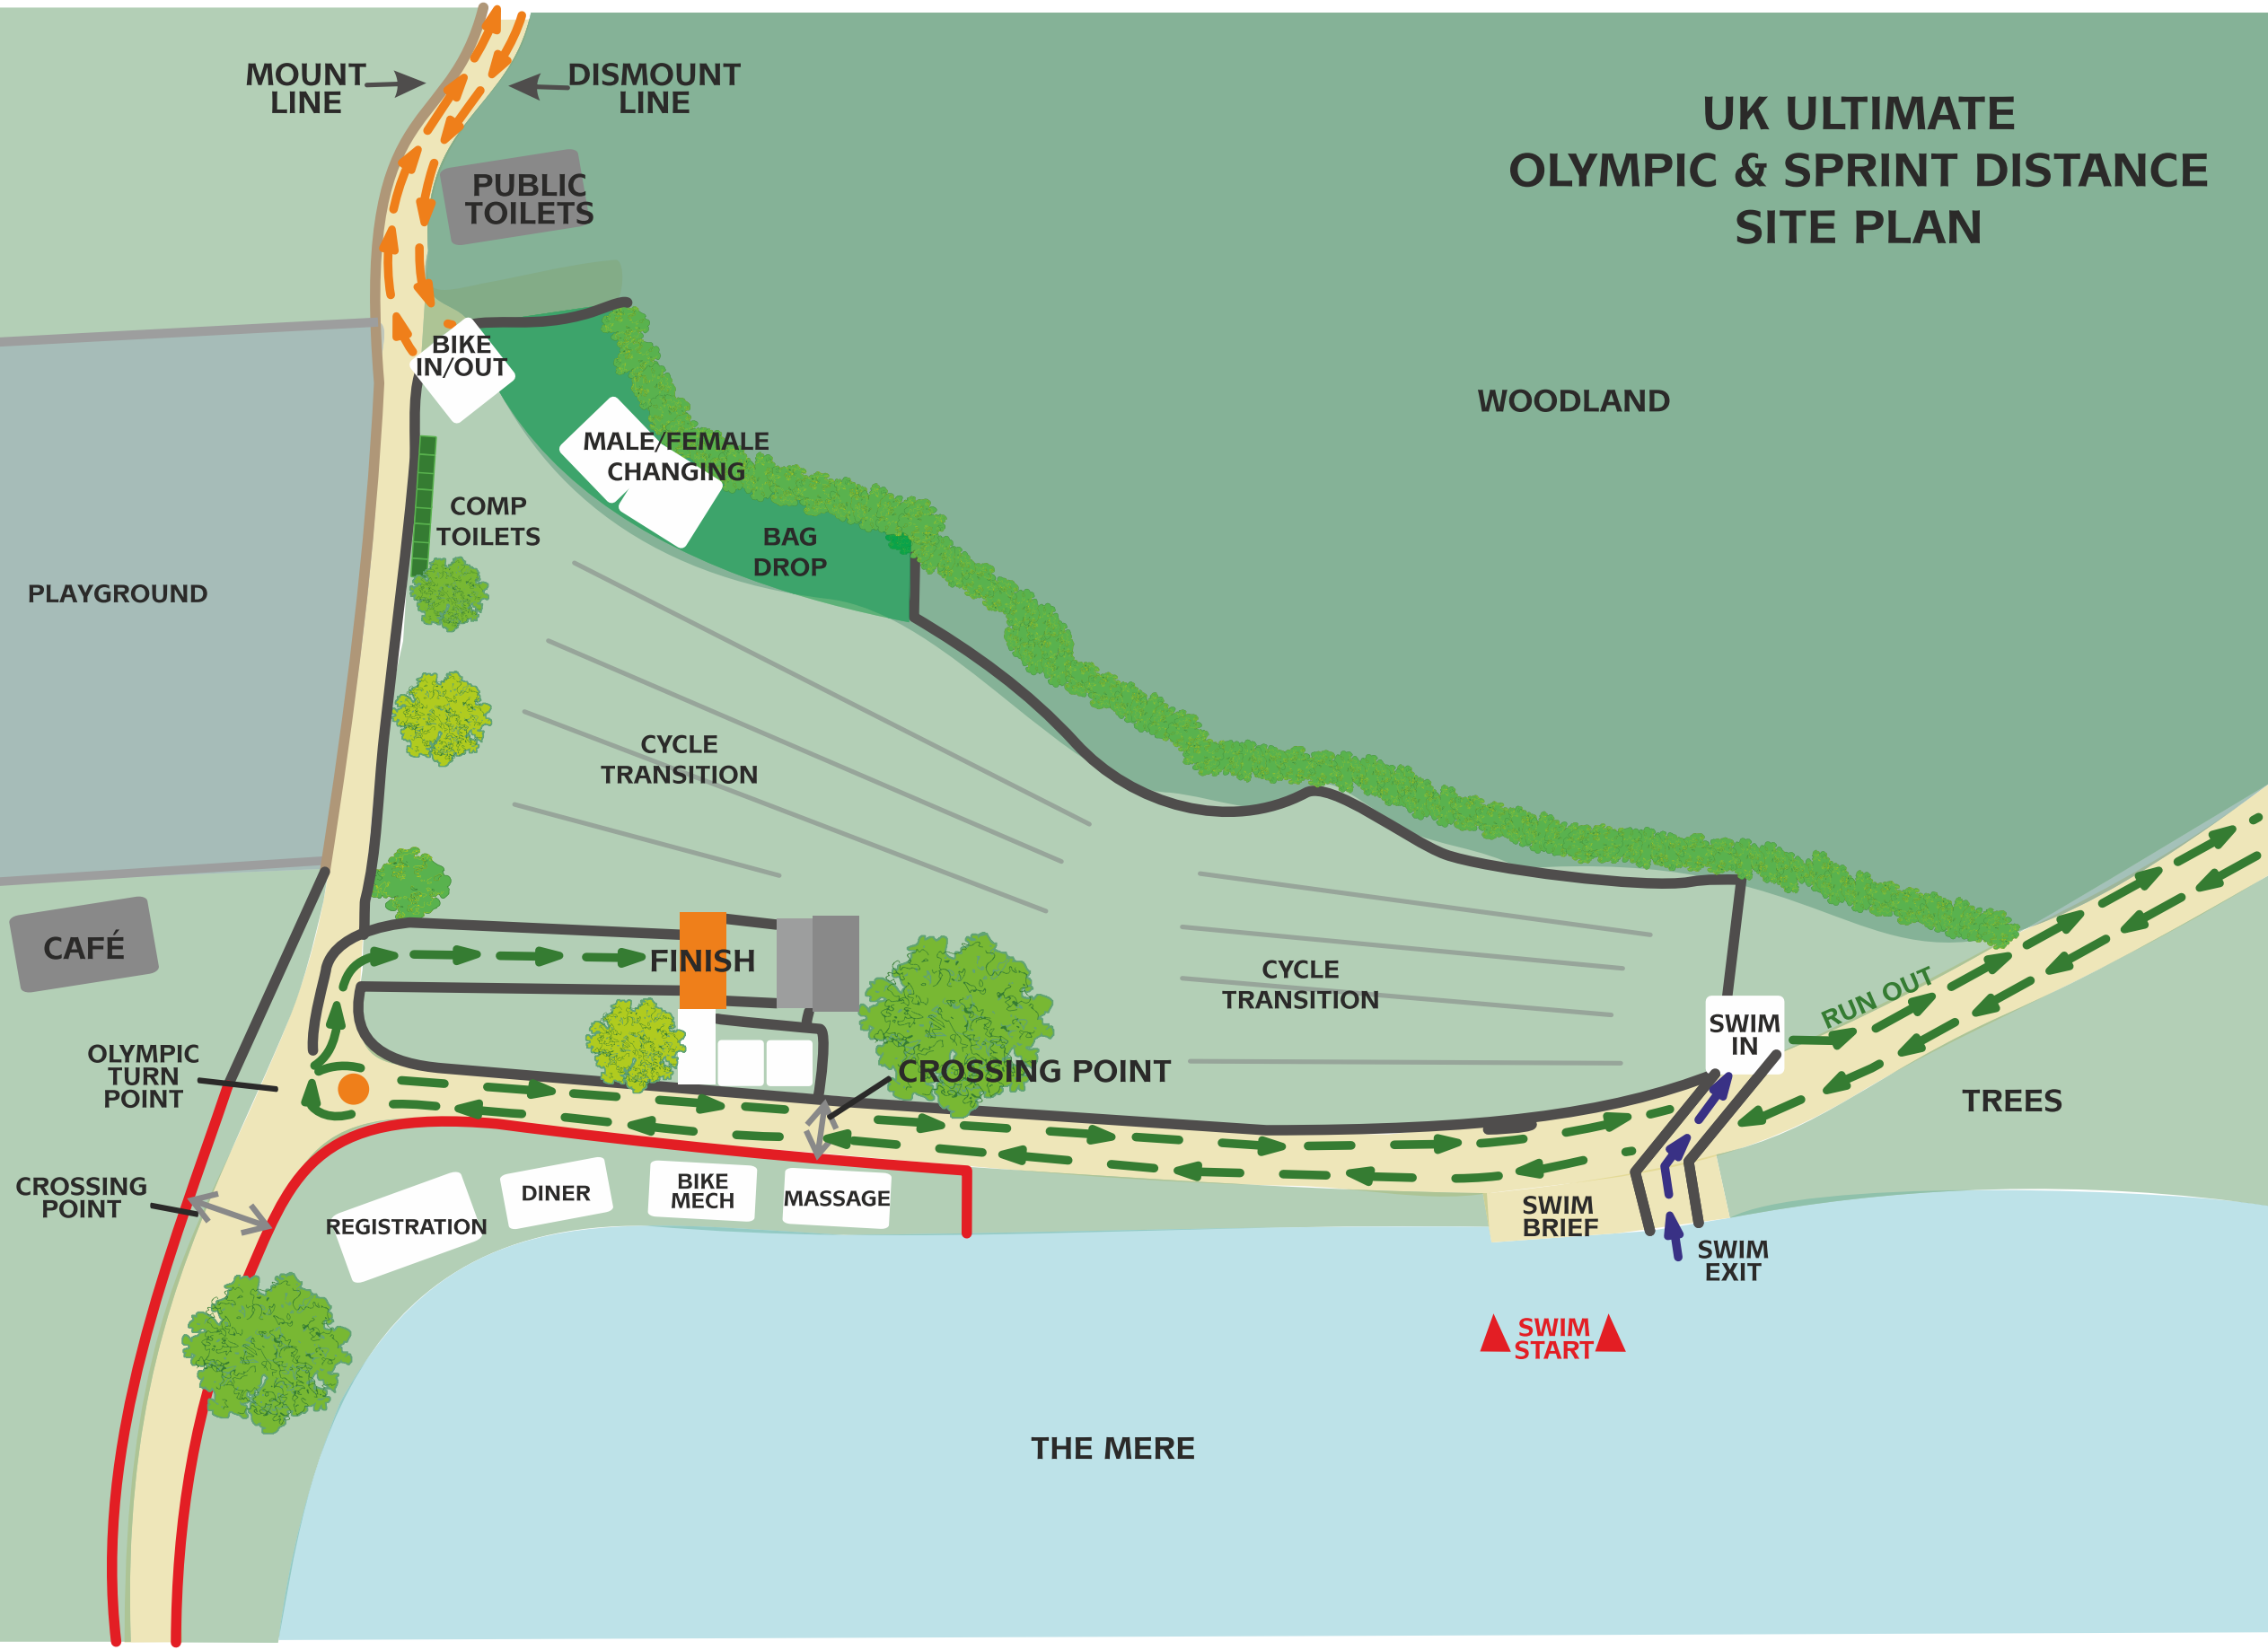 MOUNT
LINE
DISMOUNT
LINE
UK ULTIMATE
OLYMPIC & SPRINT DISTANCE
SITE PLAN
PUBLIC
TOILETS
BIKE
IN/OUT
WOODLAND
MALE/FEMALE
CHANGING
COMP
TOILETS
BAG
DROP
PLAYGROUND
CYCLE
TRANSITION
CAFÉ
FINISH
CYCLE
TRANSITION
RUN OUT
SWIM
IN
OLYMPIC
TURN
POINT
CROSSING POINT
TREES
CROSSING
POINT
REGISTRATION
DINER
BIKE
MECH
MASSAGE
SWIM
BRIEF
SWIM
EXIT
SWIM
START
THE MERE